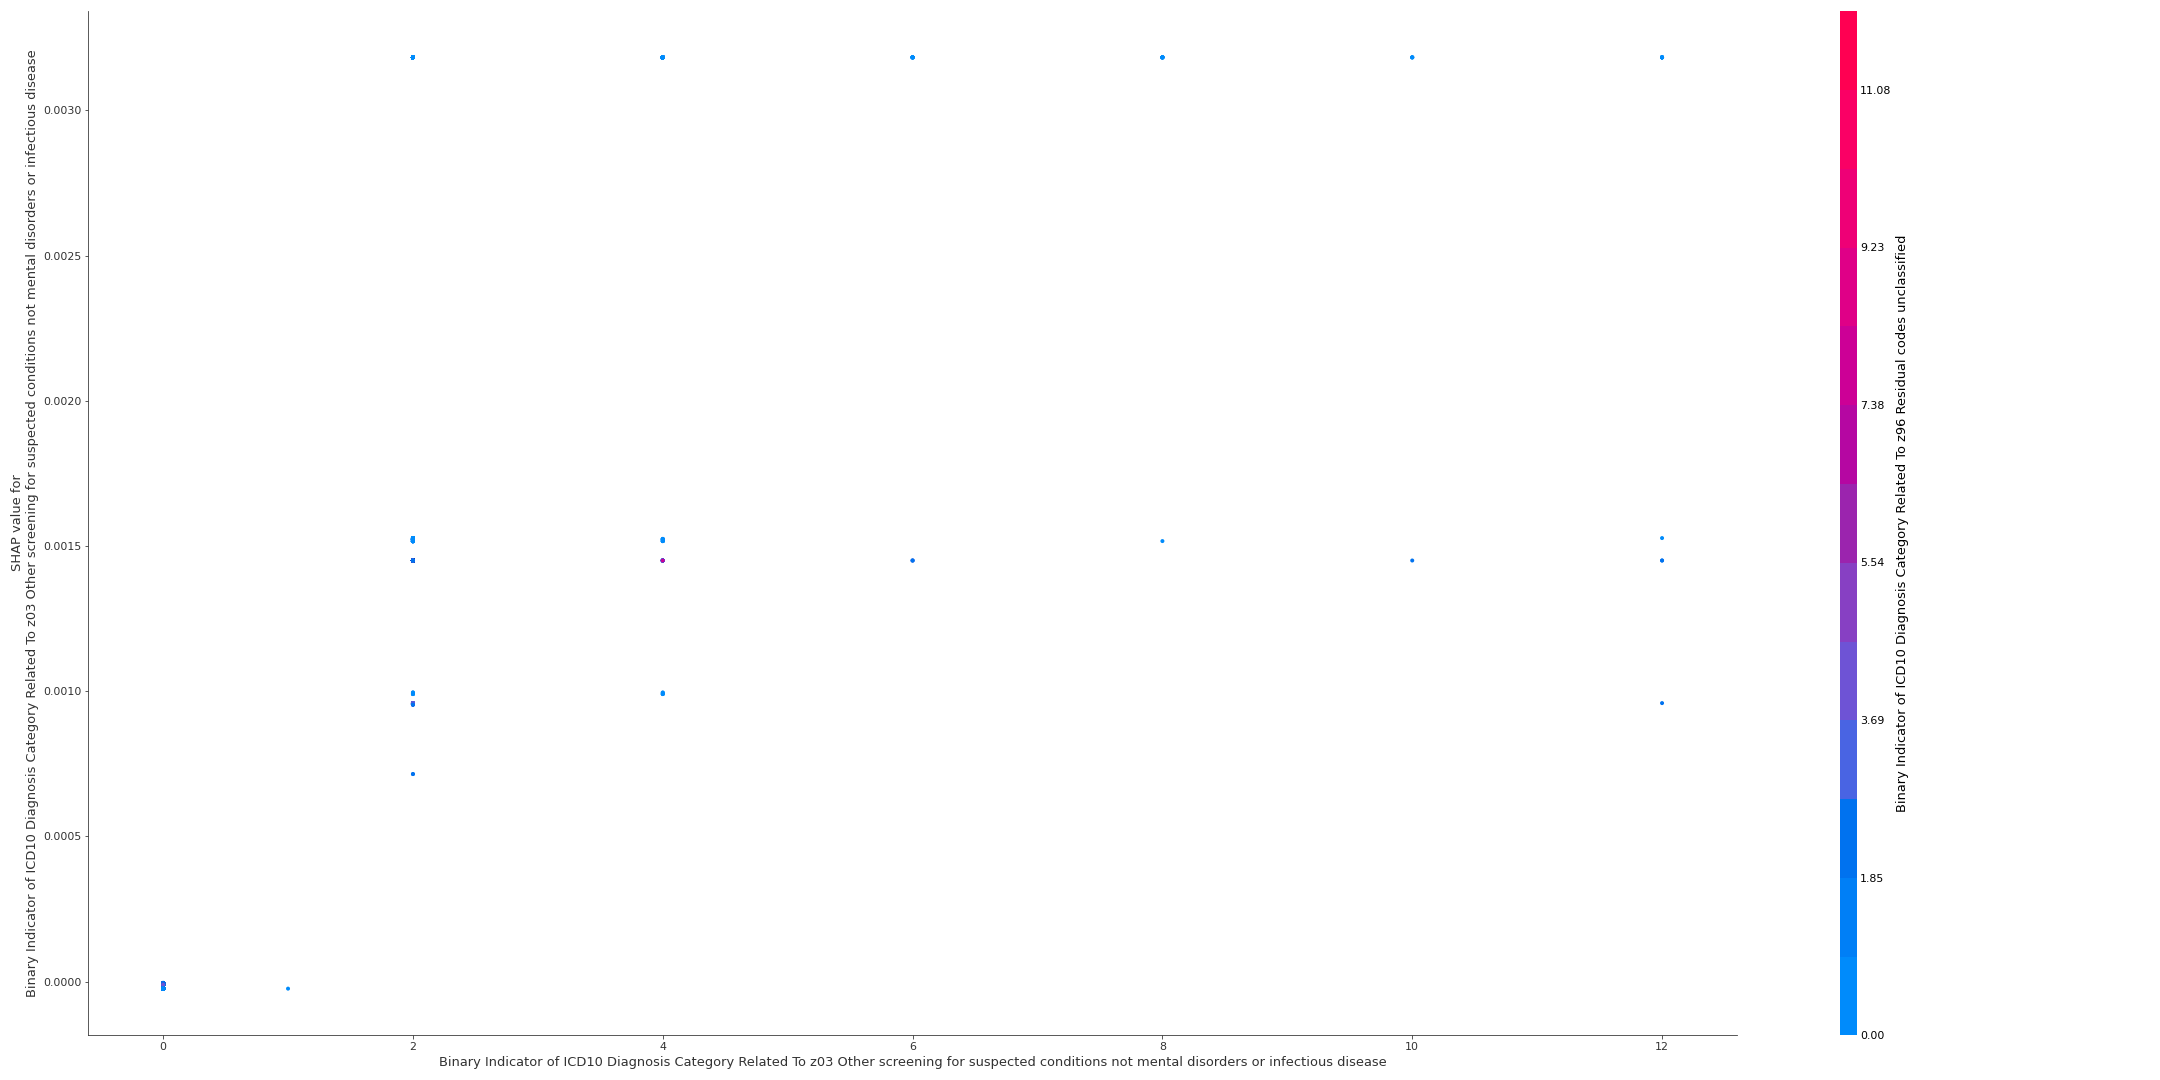 SHAP value for
Binary Indicator of ICD10 Diagnosis Category Related To z03 Other screening for suspected conditions not mental disorders or infectious disease
0.0030
0.0025
0.0020
0.0015
0.0010
0.0005
0.0000
0 2 4 6 8 10 12
Binary Indicator of ICD10 Diagnosis Category Related To z03 Other screening for suspected conditions not mental disorders or infectious disease
11.08
9.23
7.38
5.54
3.69
1.85
0.00
Binary Indicator of ICD10 Diagnosis Category Related To z96 Residual codes unclassified